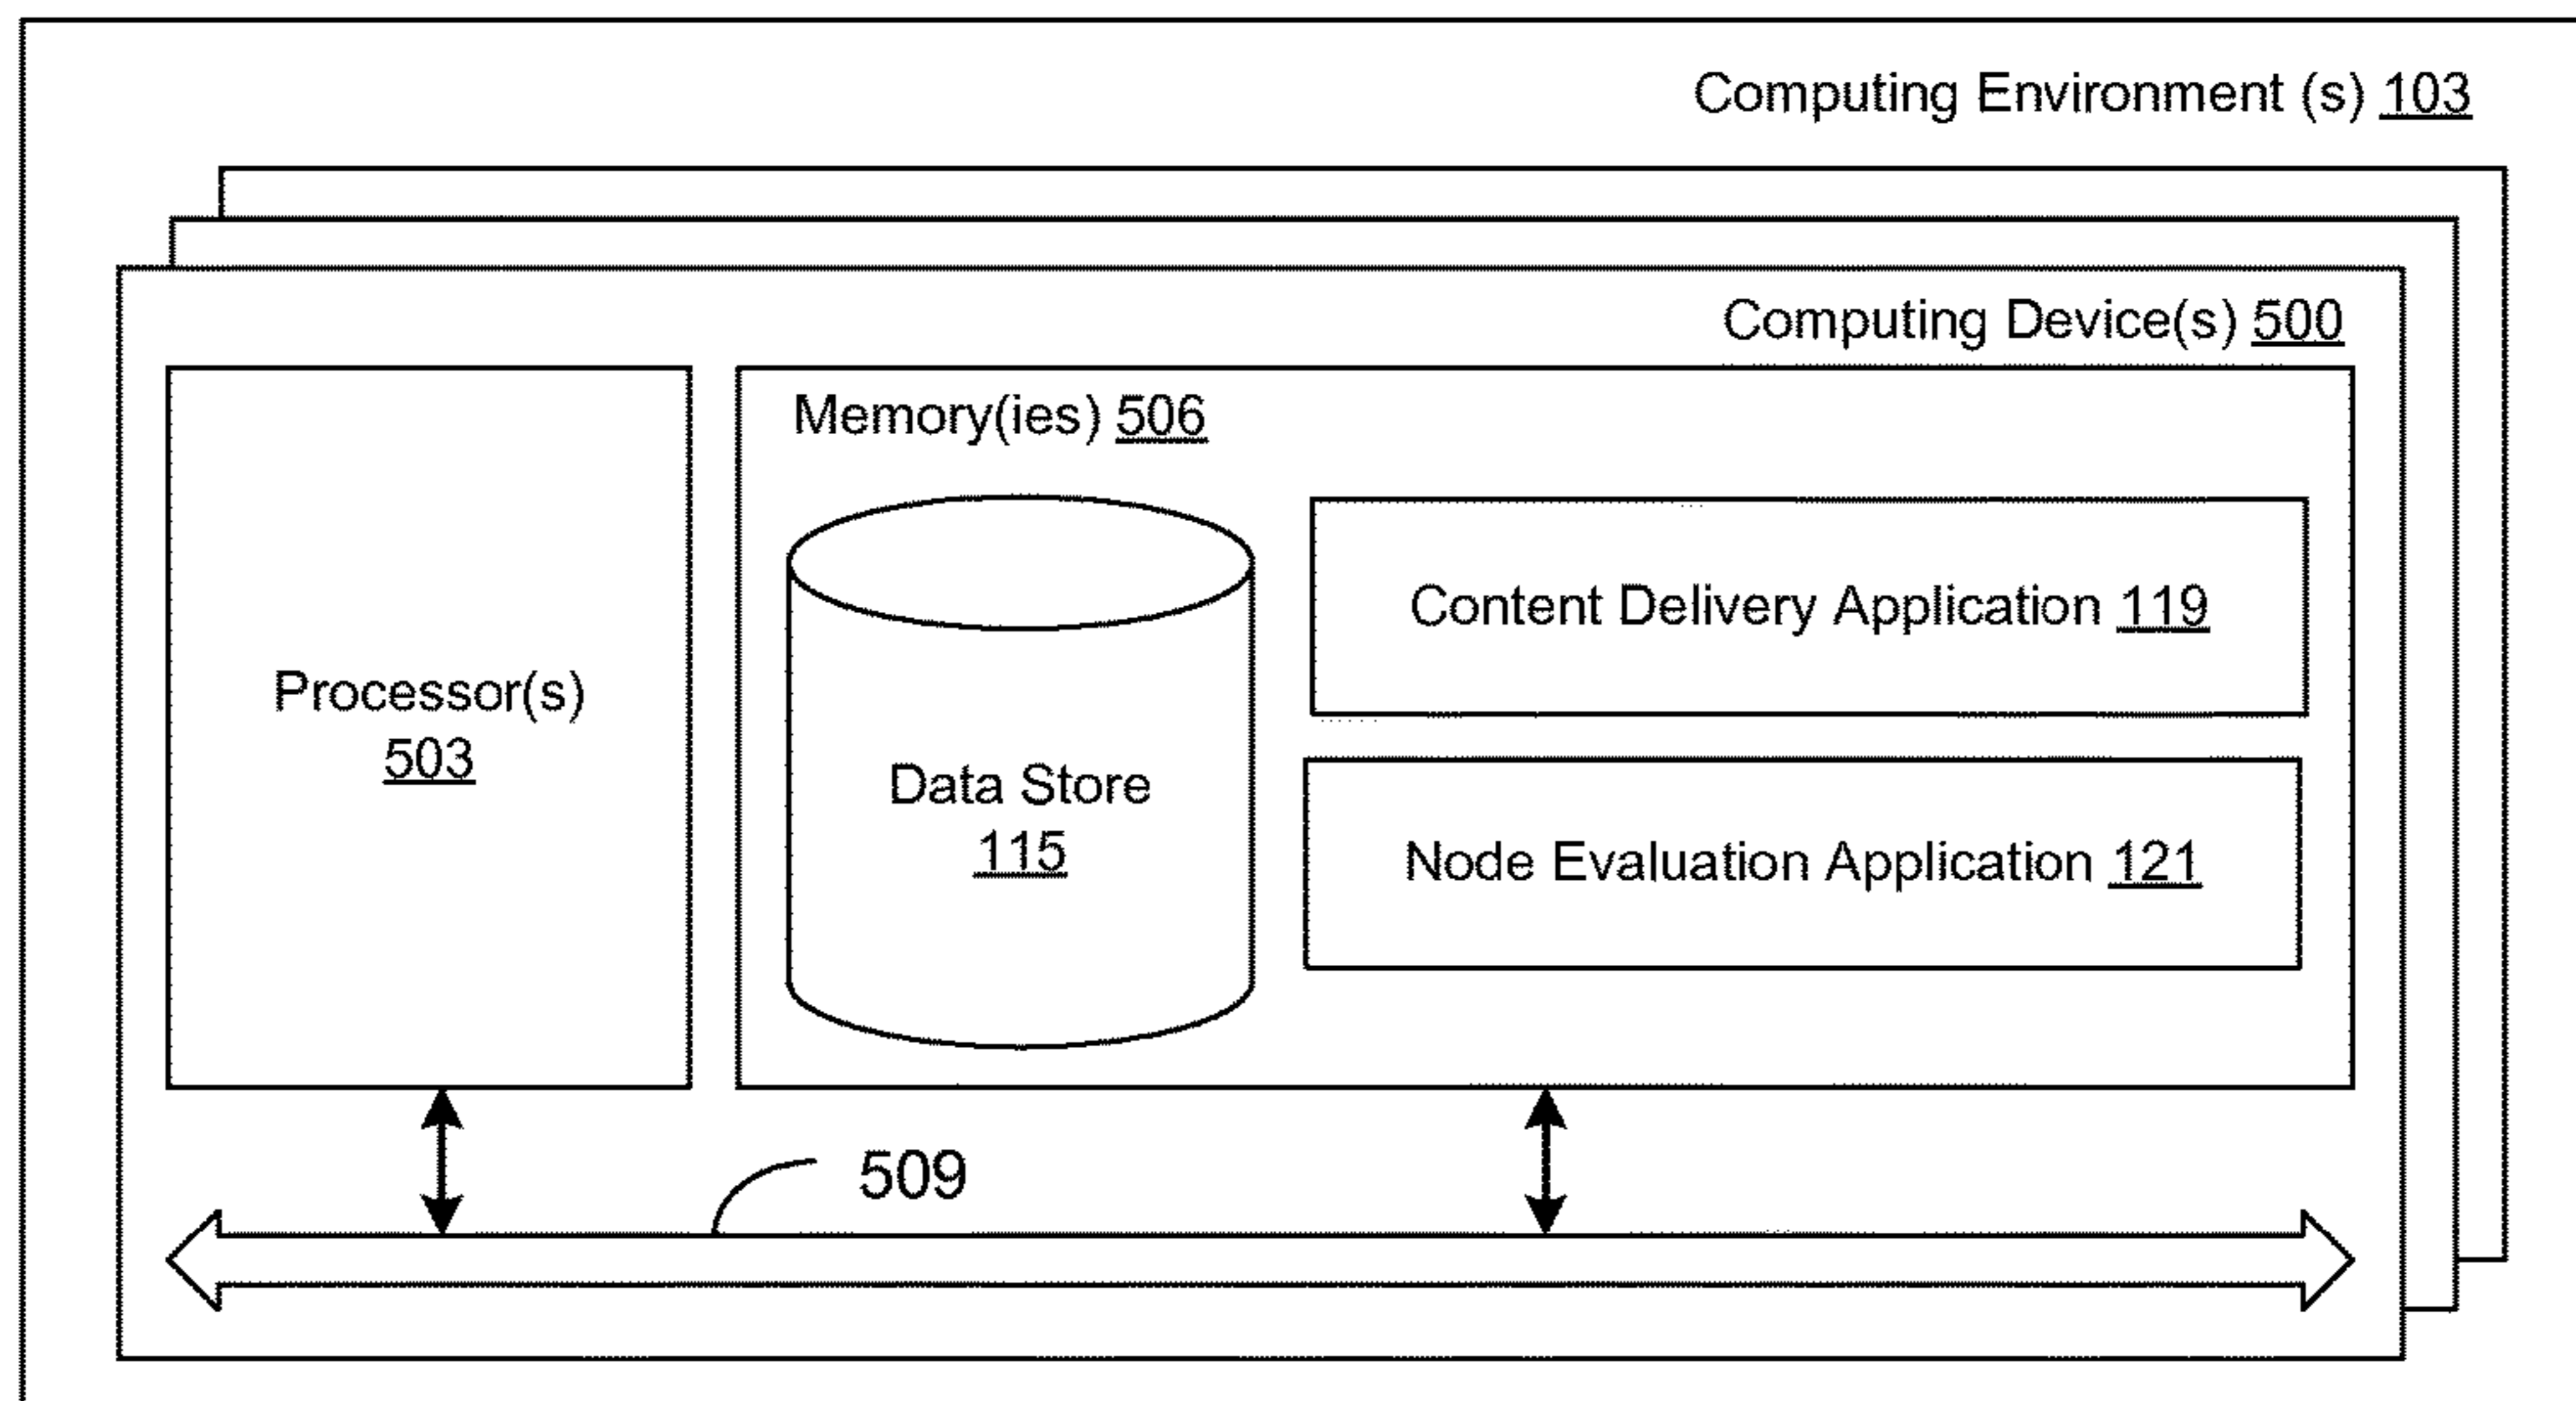 Computing Environment (s) 103
Computing Device(s) 500
Memory(ies) 506
Content Delivery Application 119
Processor(s)
503
Data Store
115
Node Evaluation Application 121
509